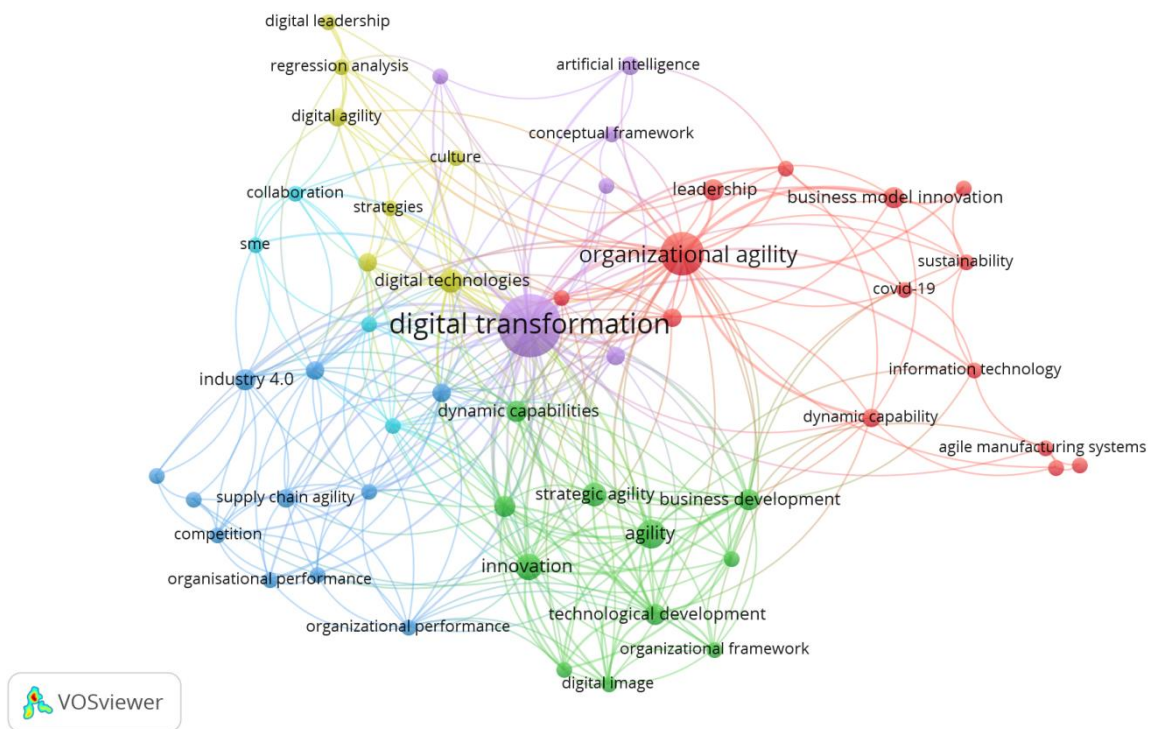 digital leadership
regression analysis
artificial intelligence
digital agility
conceptual framework
culture
collaboration
leadership
business model innovation
strategies
sme
organizational agility
sustainability
digital technologies
covid-19
digital transformation
information technology
industry 4.0
dynamic capabilities
dynamic capability
agile manufacturing systems
supply chain agility
strategic agility
business development
competition
agility
innovation
organisational performance
technological development
organizational performance
organizational framework
digital image
VOSviewer